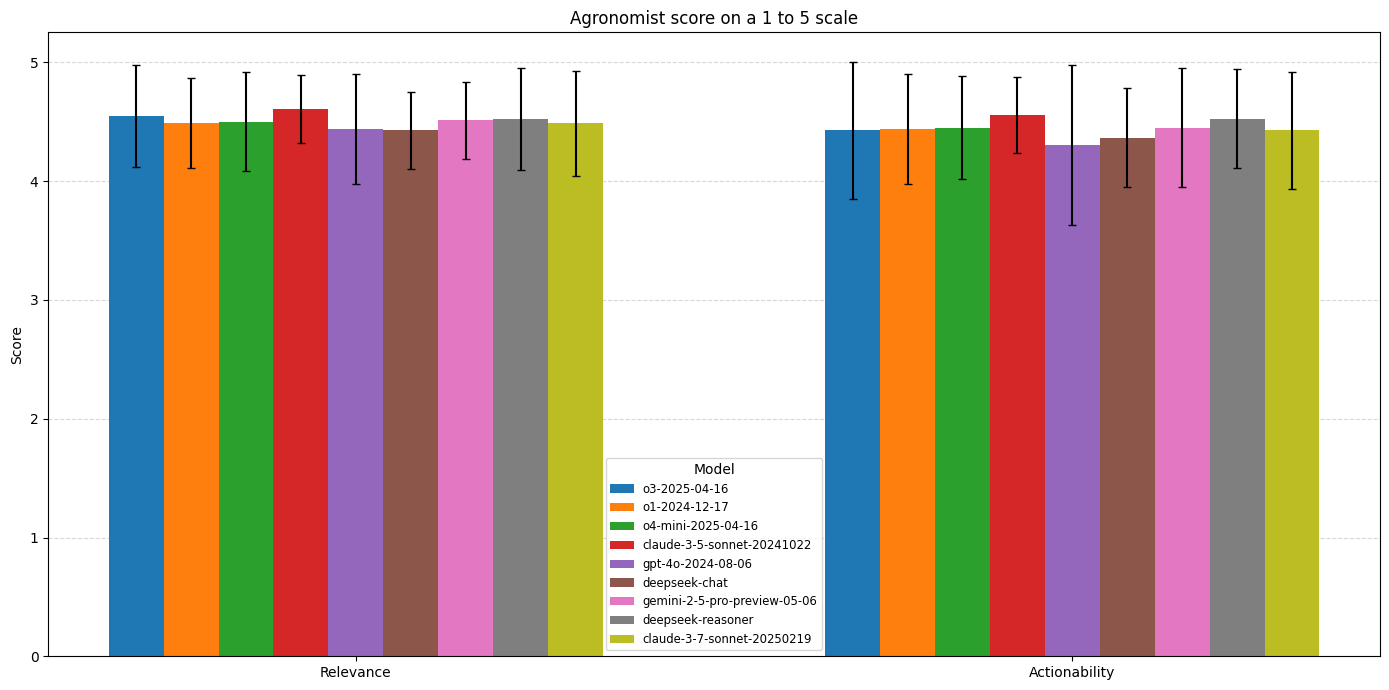 Agronomist score on a 1 to 5 scale
5
4
3
2
1
0
Score
Relevance
Actionability
Model
o3-2025-04-16
o1-2024-12-17
o4-mini-2025-04-16
claude-3-5-sonnet-20241022
gpt-4o-2024-08-06
deepseek-chat
gemini-2-5-pro-preview-05-06
deepseek-reasoner
claude-3-7-sonnet-20250219